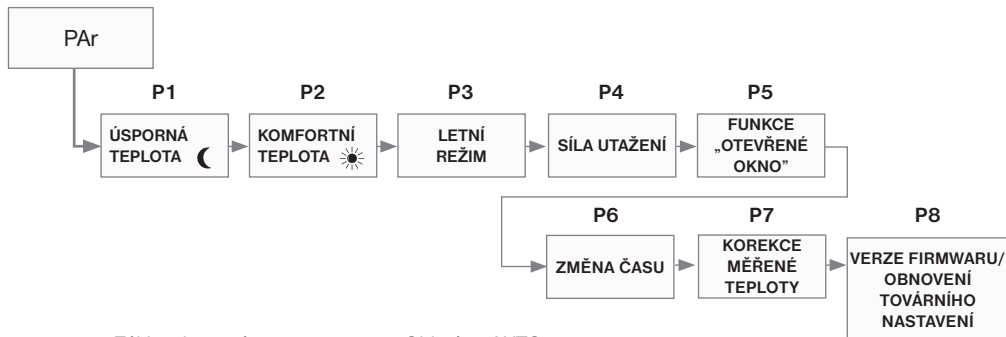 PAr
P1
P2
P3
P4
P5
ÚSPORNÁ
TEPLOTA
KOMFORTNÍ
TEPLOTA
LETNÍ
REŽIM
SÍLA UTAŽENÍ
FUNKCE
„OTEVŘENÉ
OKNO”
P6
P7
P8
ZMĚNA ČASU
KOREKCE
MĚŘENÉ
TEPLOTY
VERZE FIRMWARU/
OBNOVENÍ
TOVÁRNÍHO
NASTAVENÍ